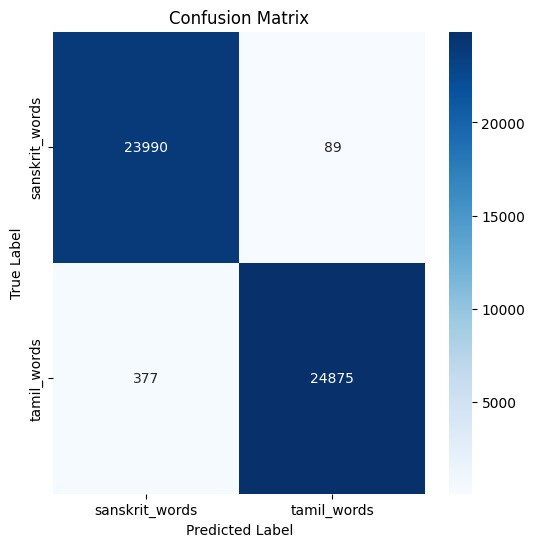 Confusion Matrix
sanskrit_words
tamil_words
True Label
23990
89
377
24875
sanskrit_words
tamil_words
Predicted Label
20000
15000
10000
5000